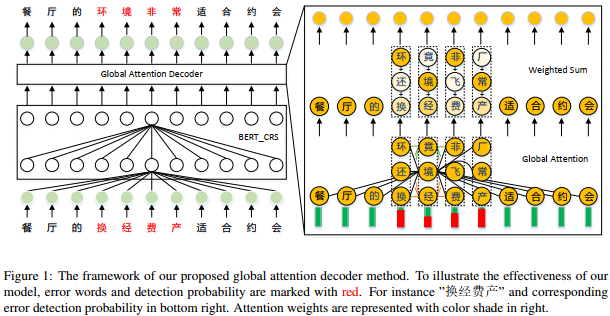 餐 厅 的 环 境 非 常 适 合 约 会
Global Attention Decoder
BERT_CRS
餐 厅 的 换 经 费 产 适 合 约 会
环 竟 非 厂
还 境 飞 常
Weighted Sum
餐 厅 的 换 经 费 产 适 合 约 会
环 竟 非 厂
Global Attention
还 境 飞 常
餐 厅 的 换 经 费 产 适 合 约 会
Figure 1: The framework of our proposed global attention decoder method. To illustrate the effectiveness of our
model, error words and detection probability are marked with red. For instance ”换经费产” and corresponding
error detection probability in bottom right. Attention weights are represented with color shade in right.